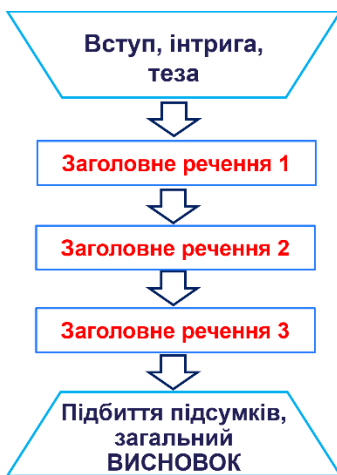 Вступ, інтрига,
теза
Заголовне речення 1
Заголовне речення 2
Заголовне речення 3
Підбиття підсумків,
загальний
ВИСНОВОК